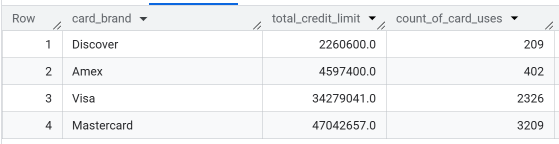 Row card_brand total_credit_limit count_of_card_uses
1 Discover 2260600.0 209
2 Amex 4597400.0 402
3 Visa 34279041.0 2326
4 Mastercard 47042657.0 3209